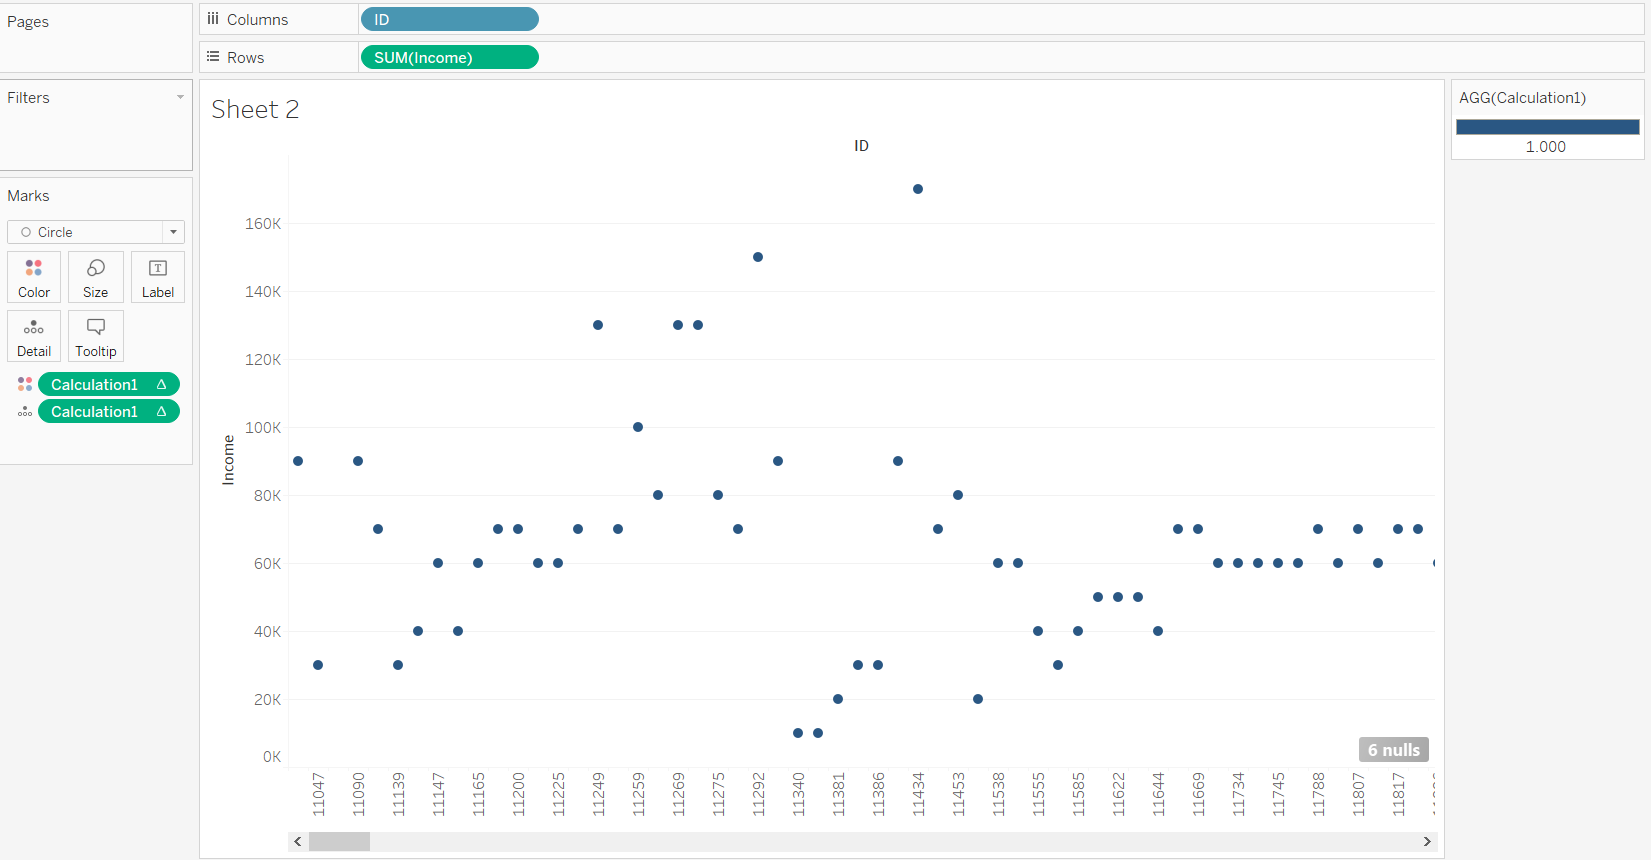 Pages
Columns
ID
Rows
SUM(Income)
Filters
Marks
Circle
Color
Size
Label
Detail
Tooltip
Calculation1
Calculation1
Sheet 2
ID
Income
160K
140K
120K
100K
80K
60K
40K
20K
0K
6 nulls
11047
11090
11139
11147
11165
11200
11225
11249
11259
11269
11275
11292
11340
11381
11386
11434
11453
11538
11555
11585
11622
11644
11669
11734
11745
11788
11807
11817
AGG(Calculation1)
1.000